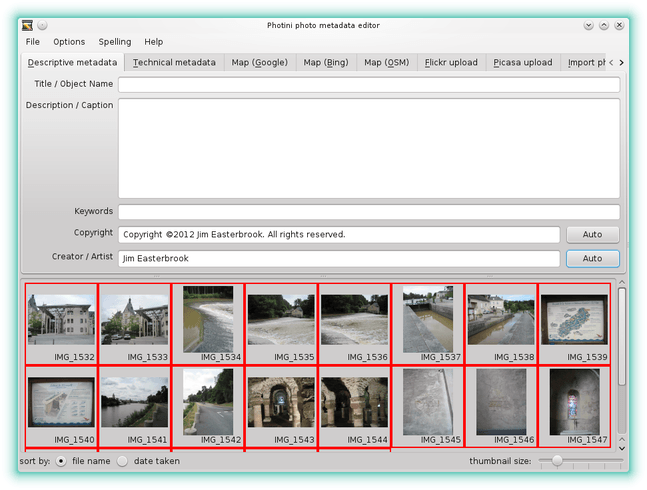 Photini photo metadata editor
File Options Spelling Help
Descriptive metadata Technical metadata Map (Google) Map (Bing) Map (OSM) Flickr upload Picasa upload Import ph
Title / Object Name
Description / Caption
Keywords
Copyright Copyright ©2012 Jim Easterbrook. All rights reserved. Auto
Creator / Artist Jim Easterbrook Auto
IMG_1532 IMG_1533 IMG_1534 IMG_1535 IMG_1536 IMG_1537 IMG_1538 IMG_1539
IMG_1540 IMG_1541 IMG_1542 IMG_1543 IMG_1544 IMG_1545 IMG_1546 IMG_1547
sort by: file name date taken thumbnail size: